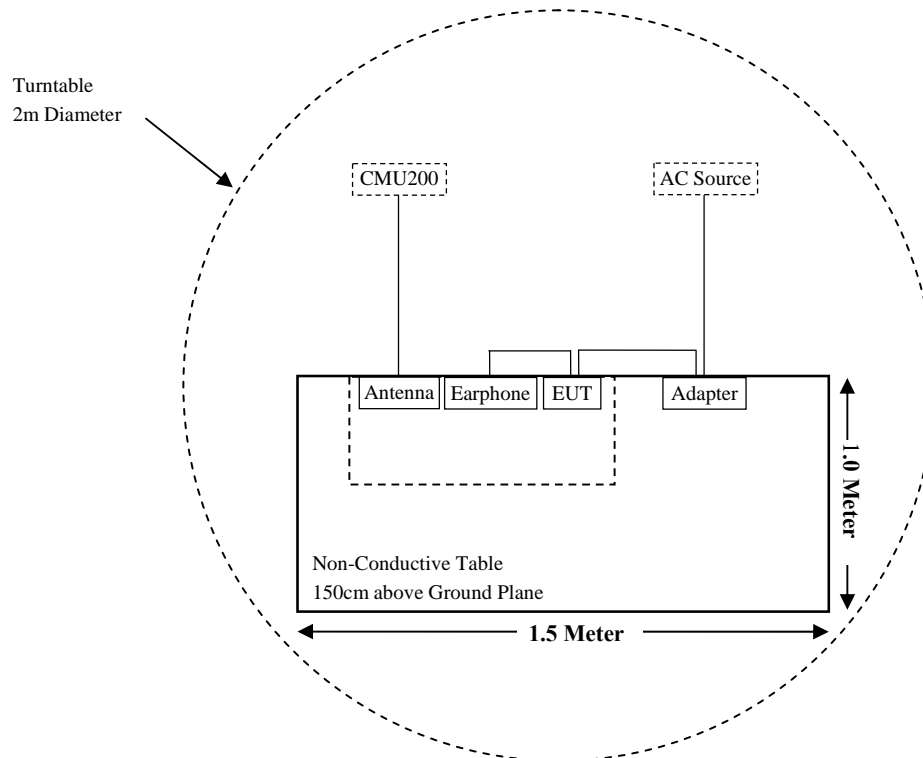 Turntable
2m Diameter
CMU200
AC Source
Antenna
Earphone
EUT
Adapter
1.0 Meter
Non-Conductive Table
150cm above Ground Plane
1.5 Meter